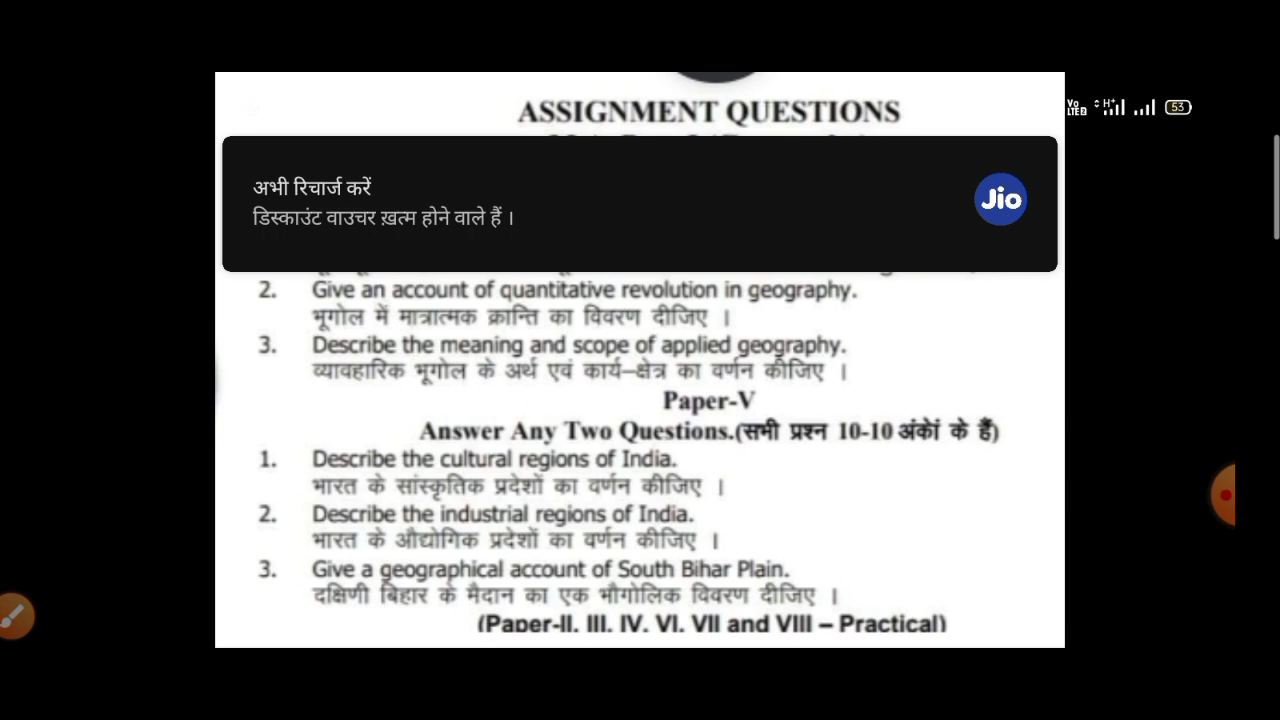 ASSIGNMENT QUESTIONS
Vo LTE 2 H+ 53
अभी रिचार्ज करें
डिस्काउंट वाउचर ख़त्म होने वाले हैं ।
Jio
2. Give an account of quantitative revolution in geography.
भूगोल में मात्रात्मक क्रान्ति का विवरण दीजिए ।
3. Describe the meaning and scope of applied geography.
व्यावहारिक भूगोल के अर्थ एवं कार्य–क्षेत्र का वर्णन कीजिए ।
Paper-V
Answer Any Two Questions.(सभी प्रश्न 10-10 अंकों के हैं)
1. Describe the cultural regions of India.
भारत के सांस्कृतिक प्रदेशों का वर्णन कीजिए ।
2. Describe the industrial regions of India.
भारत के औद्योगिक प्रदेशों का वर्णन कीजिए ।
3. Give a geographical account of South Bihar Plain.
दक्षिणी बिहार के मैदान का एक भौगोलिक विवरण दीजिए ।
(Paper-II, III, IV, VI, VII and VIII – Practical)